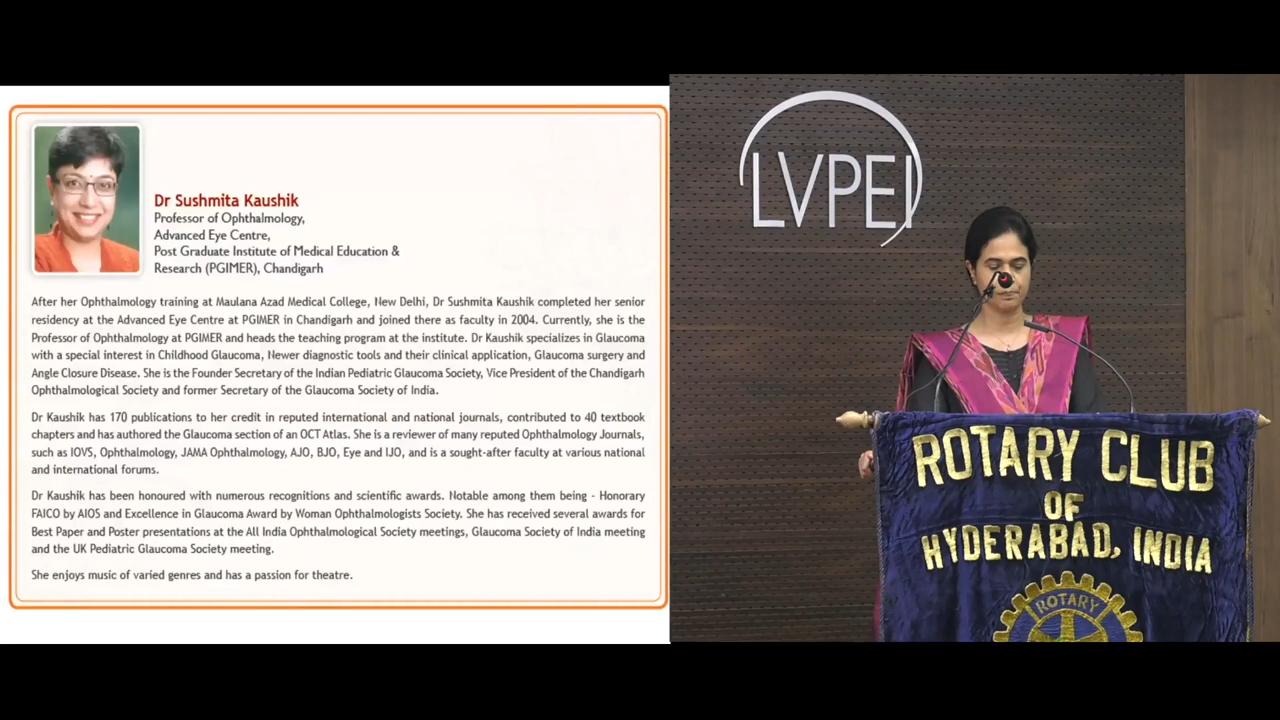 Dr Sushmita Kaushik
Professor of Ophthalmology,
Advanced Eye Centre,
Post Graduate Institute of Medical Education &
Research (PGIMER), Chandigarh
After her Ophthalmology training at Maulana Azad Medical College, New Delhi, Dr Sushmita Kaushik completed her senior
residency at the Advanced Eye Centre at PGIMER in Chandigarh and joined there as faculty in 2004. Currently, she is the
Professor of Ophthalmology at PGIMER and heads the teaching program at the institute. Dr Kaushik specializes in Glaucoma
with a special interest in Childhood Glaucoma, Newer diagnostic tools and their clinical application, Glaucoma surgery and
Angle Closure Disease. She is the Founder Secretary of the Indian Pediatric Glaucoma Society, Vice President of the Chandigarh
Ophthalmological Society and former Secretary of the Glaucoma Society of India.
Dr Kaushik has 170 publications to her credit in reputed international and national journals, contributed to 40 textbook
chapters and has authored the Glaucoma section of an OCT Atlas. She is a reviewer of many reputed Ophthalmology Journals,
such as IOVS, Ophthalmology, JAMA Ophthalmology, AJO, BJO, Eye and IJO, and is a sought-after faculty at various national
and international forums.
Dr Kaushik has been honoured with numerous recognitions and scientific awards. Notable among them being - Honorary
FAICO by AIOS and Excellence in Glaucoma Award by Woman Ophthalmologists Society. She has received several awards for
Best Paper and Poster presentations at the All India Ophthalmological Society meetings, Glaucoma Society of India meeting
and the UK Pediatric Glaucoma Society meeting.
She enjoys music of varied genres and has a passion for theatre.
LVPEI
ROTARY CLUB
OF
HYDERABAD, INDIA
ROTARY